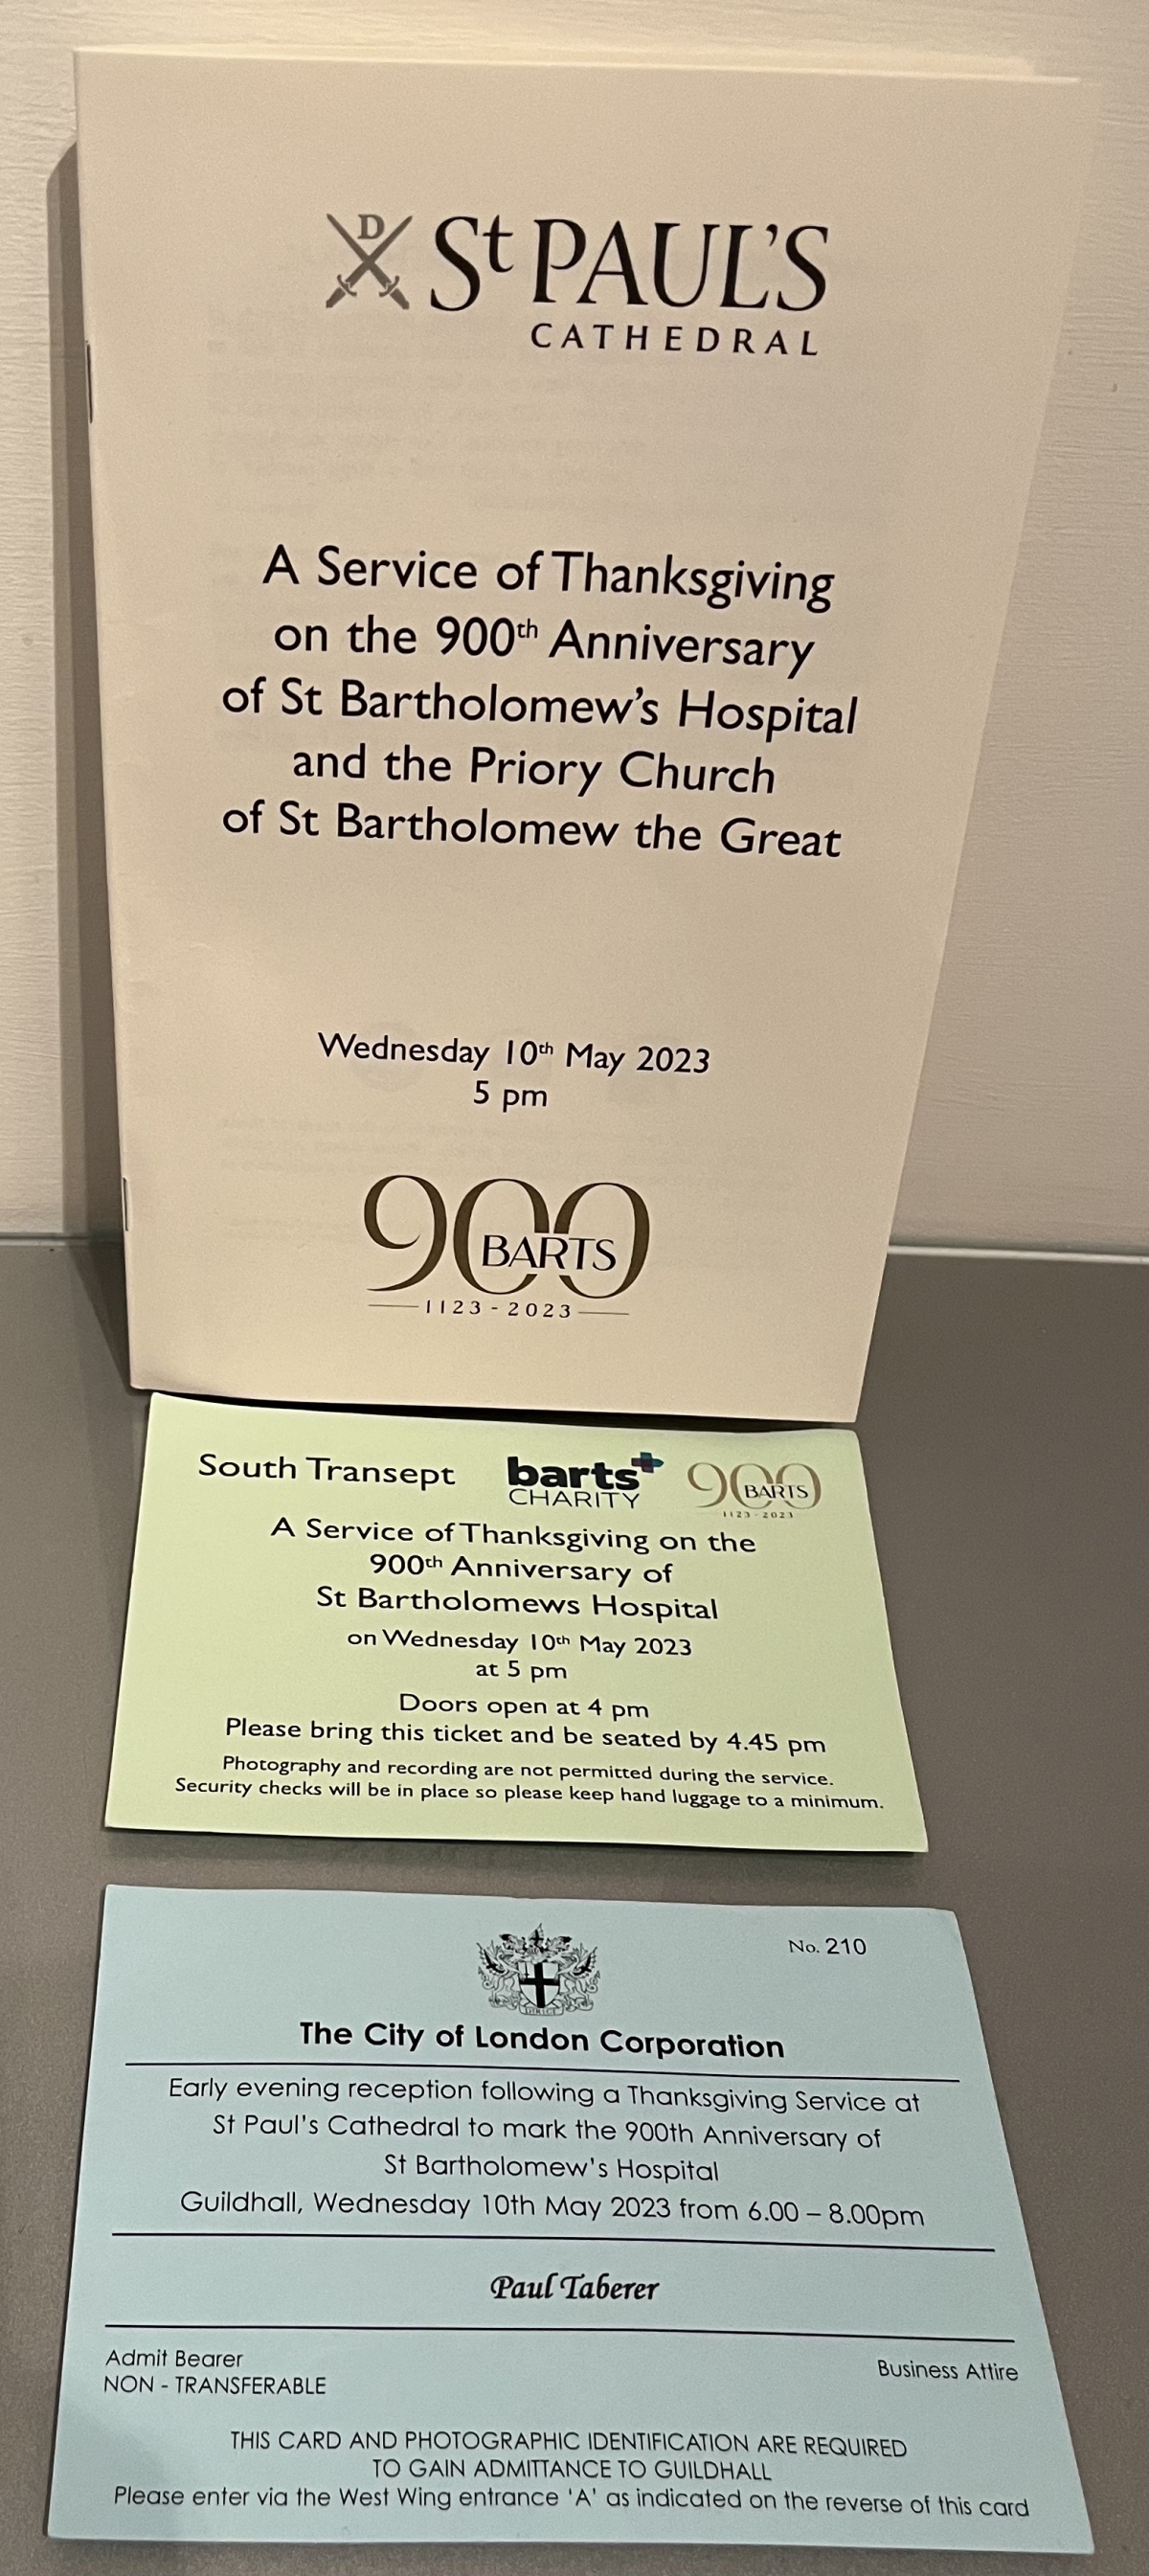 D
St PAUL'S
CATHEDRAL
A Service of Thanksgiving
on the 900th Anniversary
of St Bartholomew's Hospital
and the Priory Church
of St Bartholomew the Great
Wednesday 10th May 2023
5 pm
900
BARTS
1123 - 2023
South Transept
barts
CHARITY
900
BARTS
1123 - 2023
A Service of Thanksgiving on the
900th Anniversary of
St Bartholomews Hospital
on Wednesday 10th May 2023
at 5 pm
Doors open at 4 pm
Please bring this ticket and be seated by 4.45 pm
Photography and recording are not permitted during the service.
Security checks will be in place so please keep hand luggage to a minimum.
No. 210
The City of London Corporation
Early evening reception following a Thanksgiving Service at
St Paul's Cathedral to mark the 900th Anniversary of
St Bartholomew's Hospital
Guildhall, Wednesday 10th May 2023 from 6.00 – 8.00pm
Paul Taberer
Admit Bearer
NON - TRANSFERABLE
Business Attire
THIS CARD AND PHOTOGRAPHIC IDENTIFICATION ARE REQUIRED
TO GAIN ADMITTANCE TO GUILDHALL
Please enter via the West Wing entrance 'A' as indicated on the reverse of this card